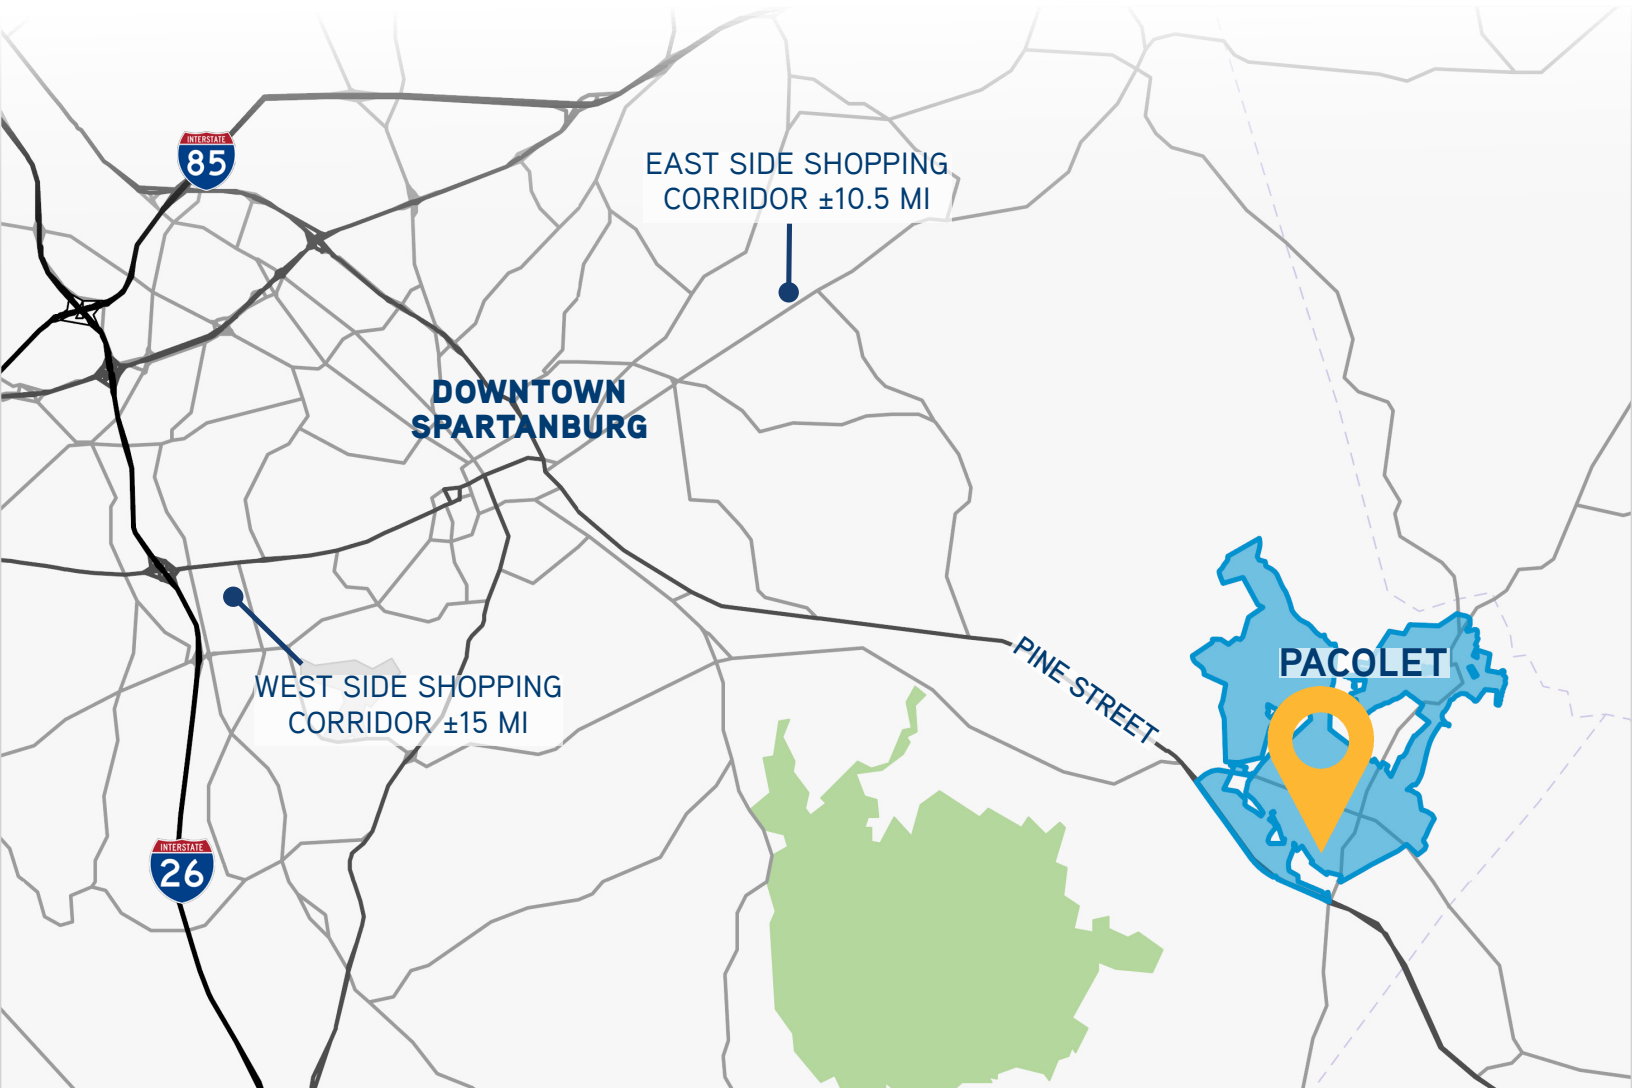 INTERSTATE
85
EAST SIDE SHOPPING
CORRIDOR ±10.5 MI
DOWNTOWN
SPARTANBURG
PINE STREET
PACOLET
WEST SIDE SHOPPING
CORRIDOR ±15 MI
INTERSTATE
26